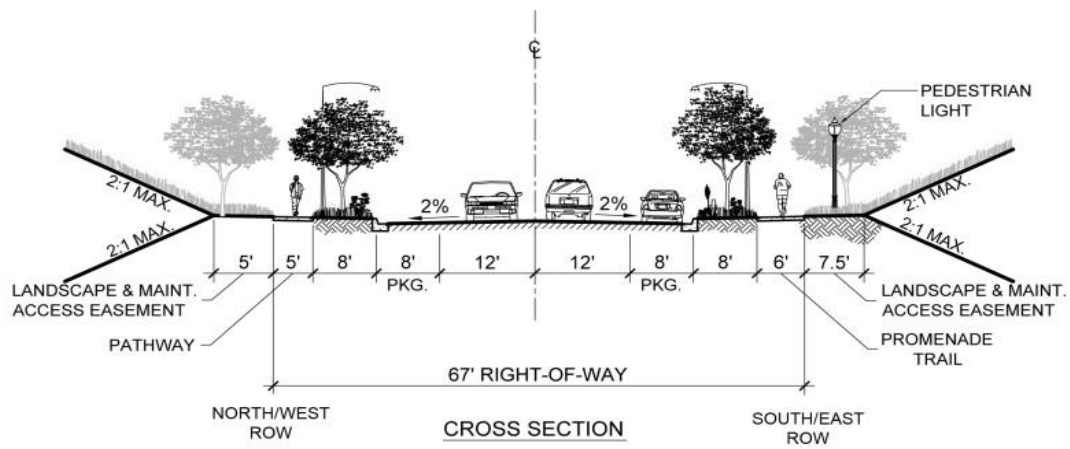 ℄
PEDESTRIAN
LIGHT
2:1 MAX.
2:1 MAX.
2%
2%
2:1 MAX.
2:1 MAX.
5'
5'
8'
8'
12'
12'
8'
8'
6'
7.5'
PKG.
PKG.
LANDSCAPE & MAINT.
ACCESS EASEMENT
LANDSCAPE & MAINT.
ACCESS EASEMENT
PATHWAY
PROMENADE
TRAIL
67' RIGHT-OF-WAY
NORTH/WEST
ROW
CROSS SECTION
SOUTH/EAST
ROW